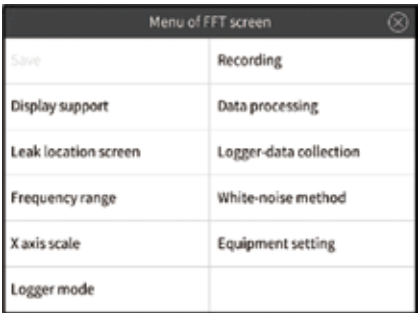 Menu of FFT screen
Save
Recording
Display support
Data processing
Leak location screen
Logger-data collection
Frequency range
White-noise method
X axis scale
Equipment setting
Logger mode